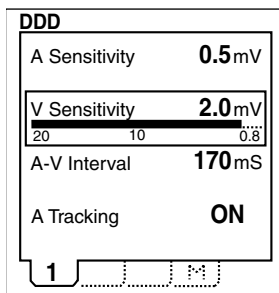 DDD
A Sensitivity 0.5mV
V Sensitivity 2.0mV
20 10 0.8
A-V Interval 170mS
A Tracking ON
1 M